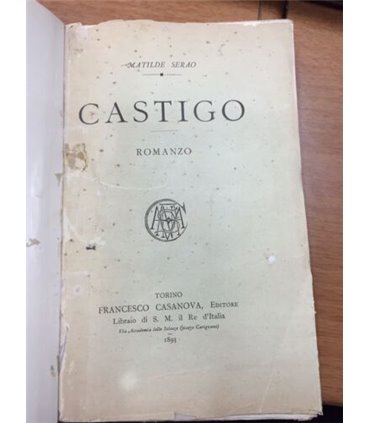 MATILDE SERAO
CASTIGO
ROMANZO
TORINO
FRANCESCO CASANOVA, EDITORE
Libraio di S. M. il Re d'Italia
Via Accademia delle Scienze (piazza Carignano)
1893